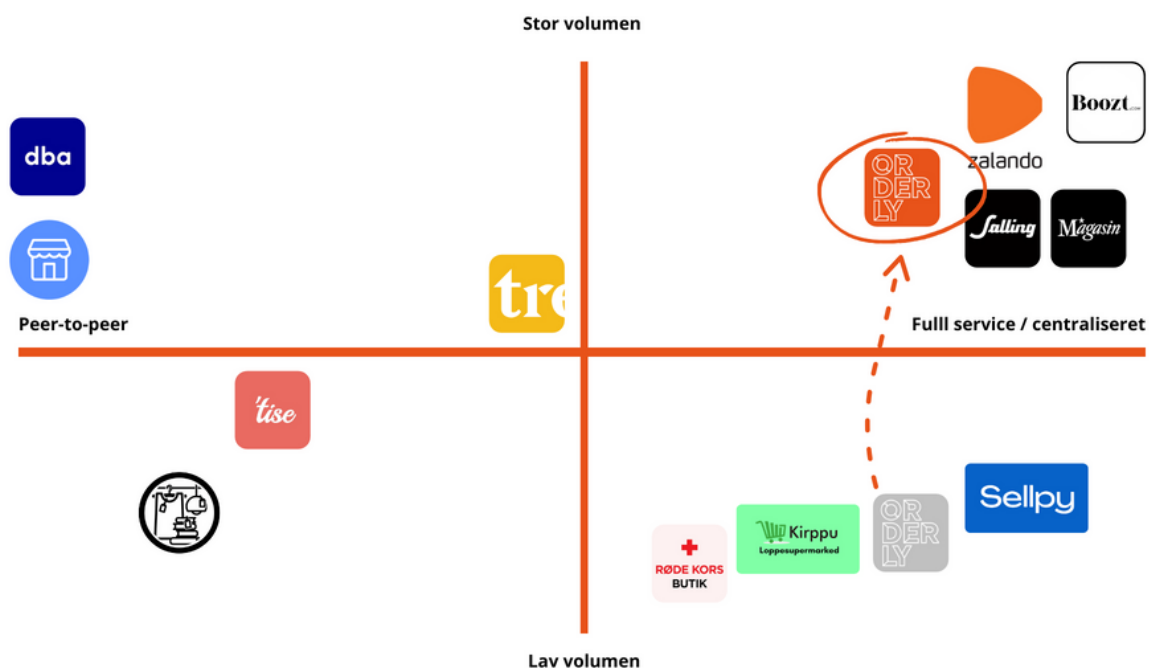 Stor volumen
Boozt.com
dba
OR
DER
LY
zalando
Salling
Magasin
tre
Peer-to-peer
Fulll service / centraliseret
'tise
Sellpy
OR
DER
LY
Kirppu
Loppesupermarked
RØDE KORS
BUTIK
Lav volumen